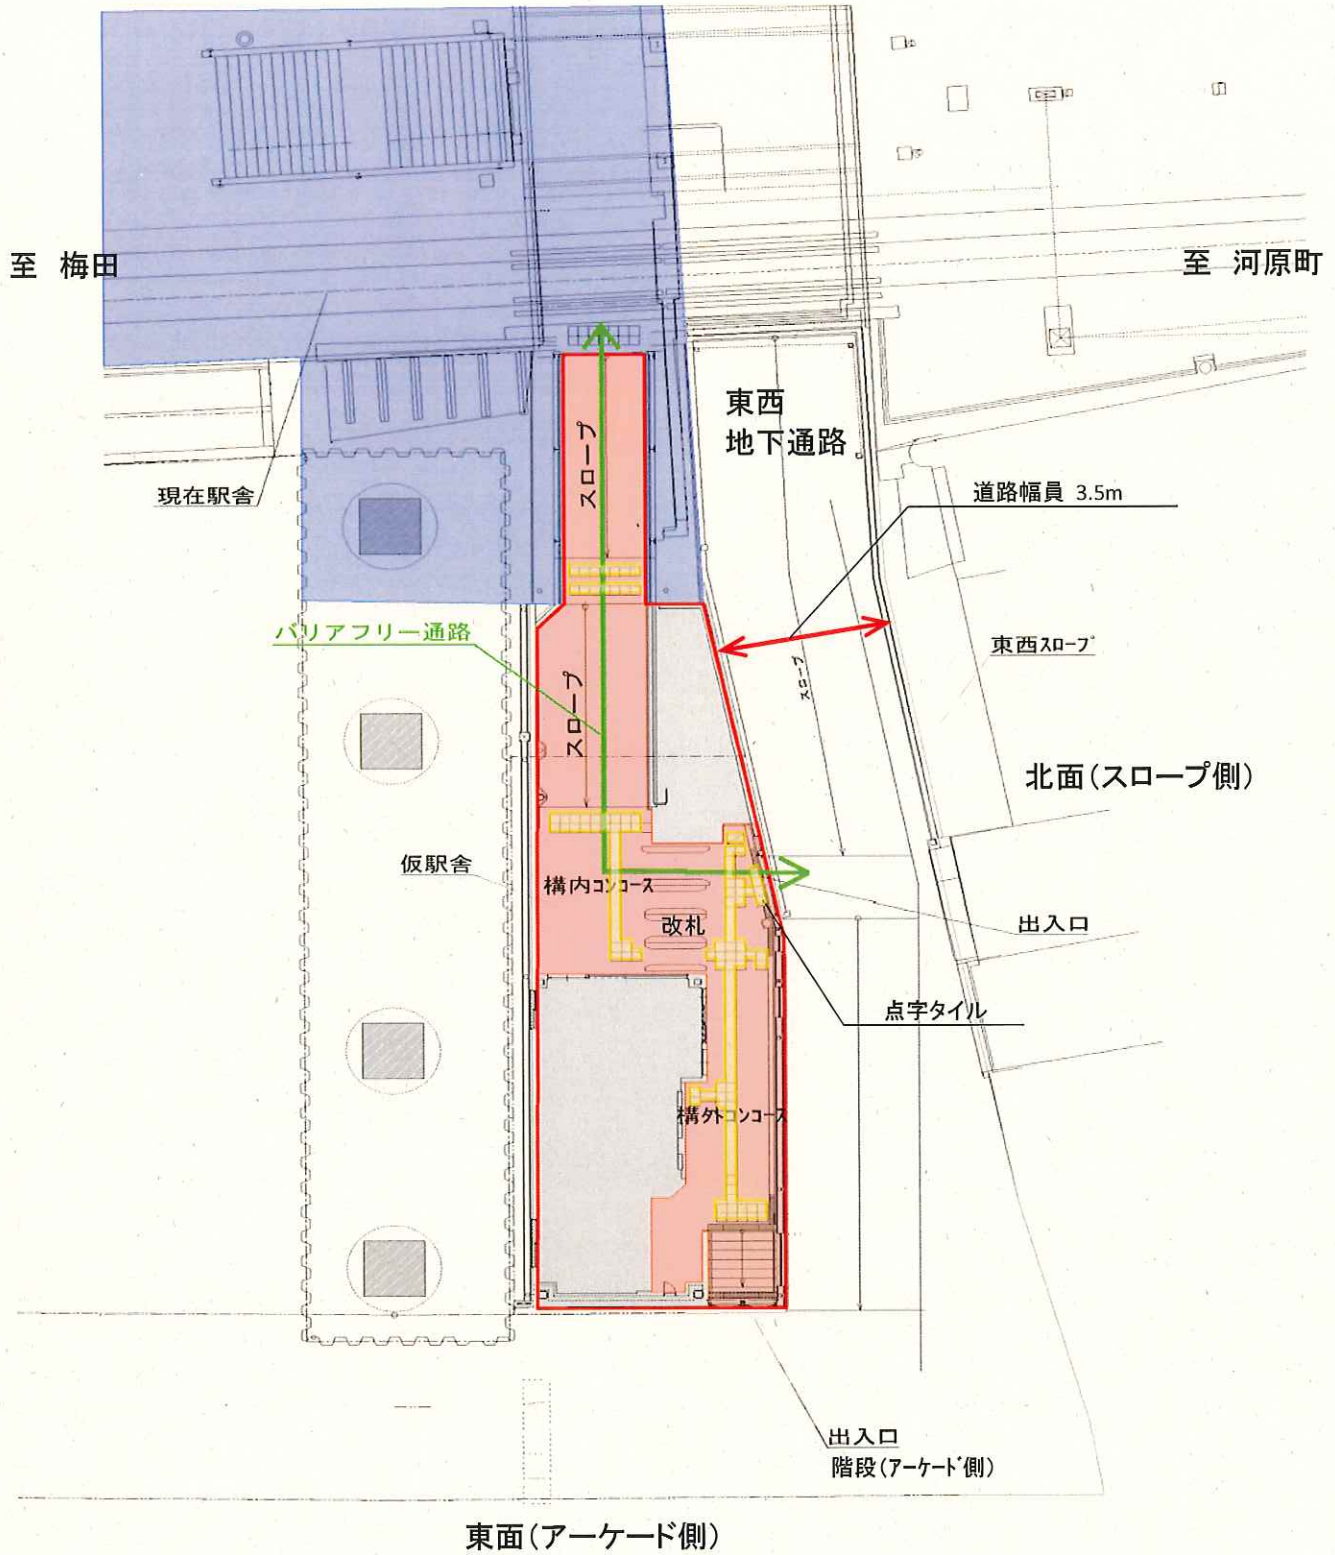 至 梅田
至 河原町
東西
地下通路
スロープ
現在駅舎
道路幅員 3.5m
バリアフリー通路
東西スロープ
スロープ
スロープ
北面(スロープ側)
仮駅舎
構内コンコース
改札
出入口
点字タイル
構外コンコース
出入口
階段(アーケード側)
東面(アーケード側)